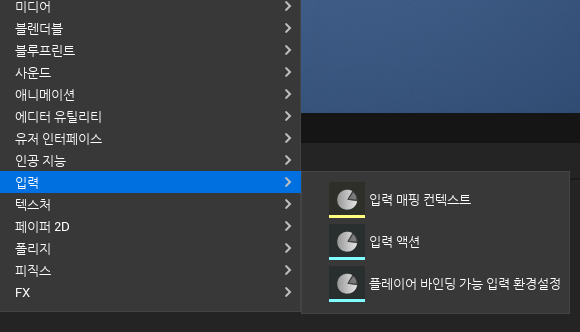 미디어
블렌더블
블루프린트
사운드
애니메이션
에디터 유틸리티
유저 인터페이스
인공 지능
입력
텍스처
페이퍼 2D
폴리지
피직스
FX
입력 매핑 컨텍스트
입력 액션
플레이어 바인딩 가능 입력 환경설정